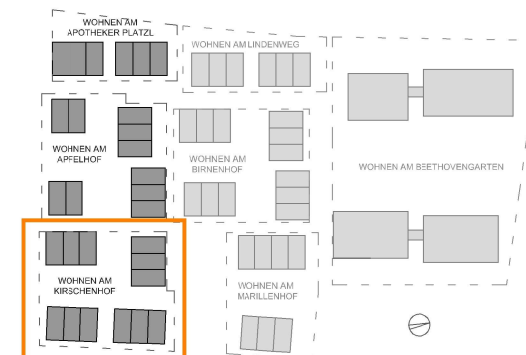 WOHNEN AM
APOTHEKER PLATZL
WOHNEN AM LINDENWEG
WOHNEN AM
APFELHOF
WOHNEN AM
BIRNENHOF
WOHNEN AM BEETHOVENGARTEN
WOHNEN AM
KIRSCHENHOF
WOHNEN AM
MARILLENHOF